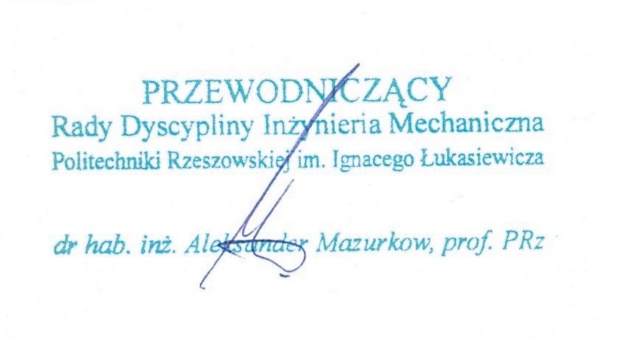 PRZEWODNICZĄCY
Rady Dyscypliny Inżynieria Mechaniczna
Politechniki Rzeszowskiej im. Ignacego Łukasiewicza
dr hab. inż. Aleksander Mazurkow, prof. PRz